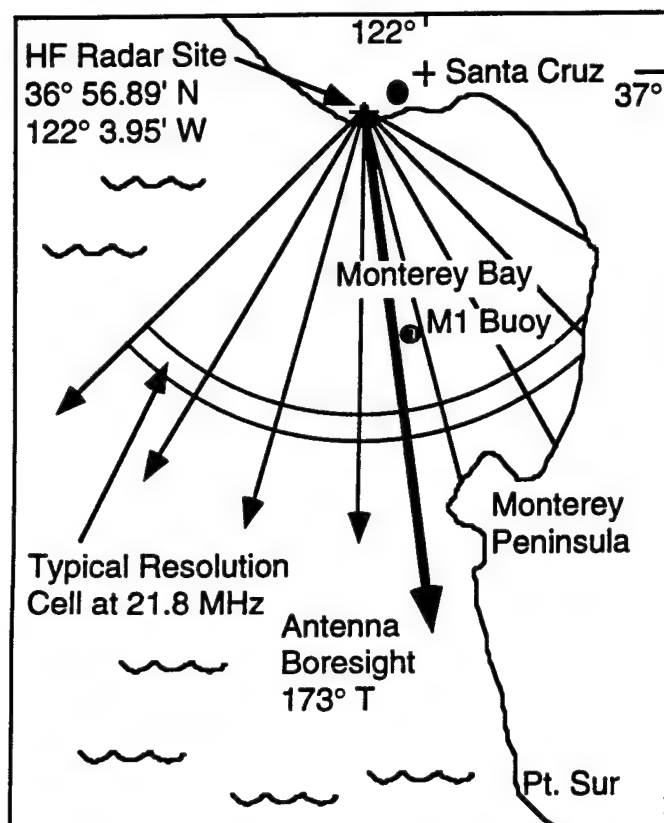 122°
HF Radar Site
36° 56.89' N
122° 3.95' W
+ Santa Cruz
37°
Monterey Bay
M1 Buoy
Monterey
Peninsula
Typical Resolution
Cell at 21.8 MHz
Antenna
Boresight
173° T
Pt. Sur